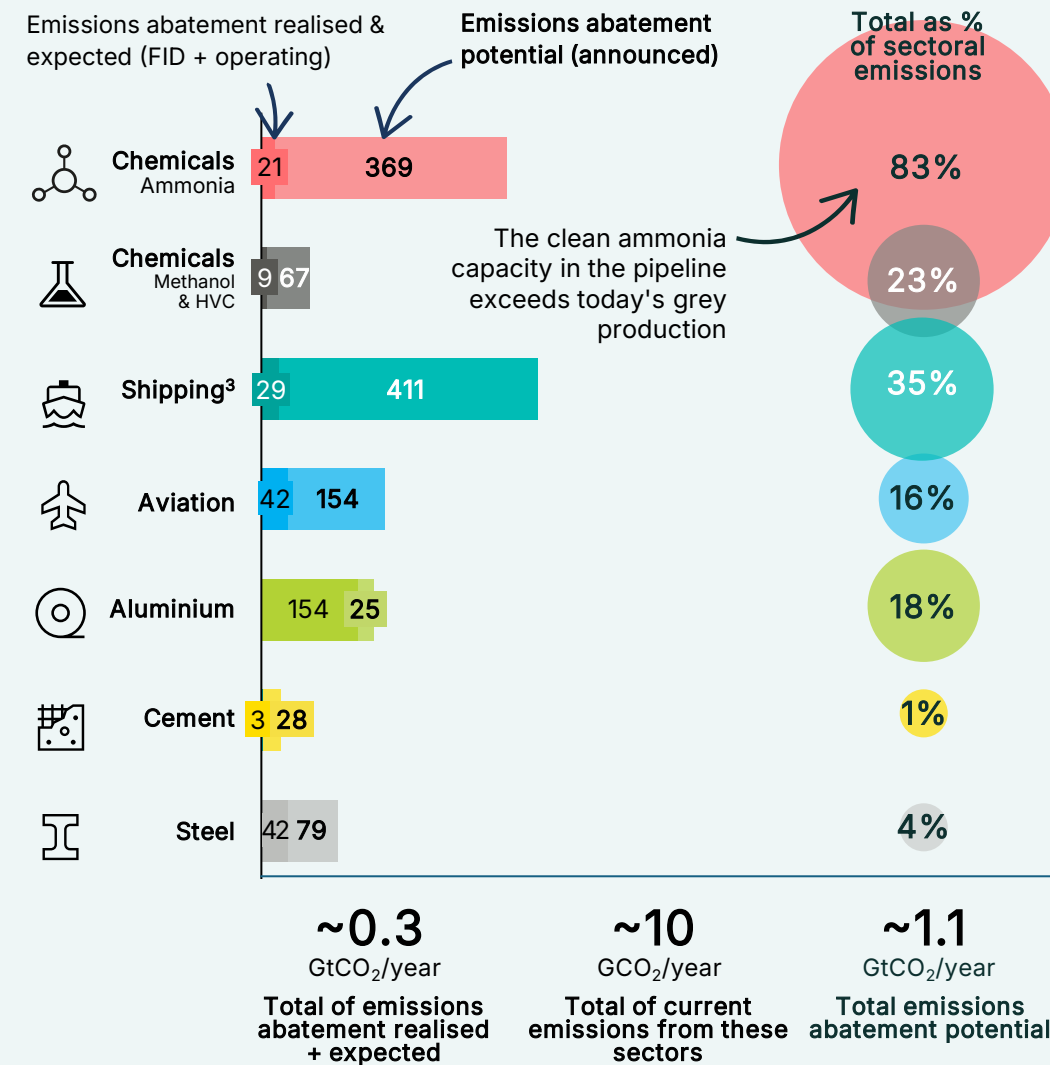 Emissions abatement realised &
expected (FID + operating)
Emissions abatement
potential (announced)
Total as %
of sectoral
emissions
Chemicals
Ammonia
21
369
83%
The clean ammonia
capacity in the pipeline
exceeds today's grey
production
Chemicals
Methanol
& HVC
9
67
23%
Shipping³
29
411
35%
Aviation
42
154
16%
Aluminium
154
25
18%
Cement
3
28
1%
Steel
42
79
4%
~0.3
GtCO₂/year
Total of emissions
abatement realised
+ expected
~10
GCO₂/year
Total of current
emissions from these
sectors
~1.1
GtCO₂/year
Total emissions
abatement potential